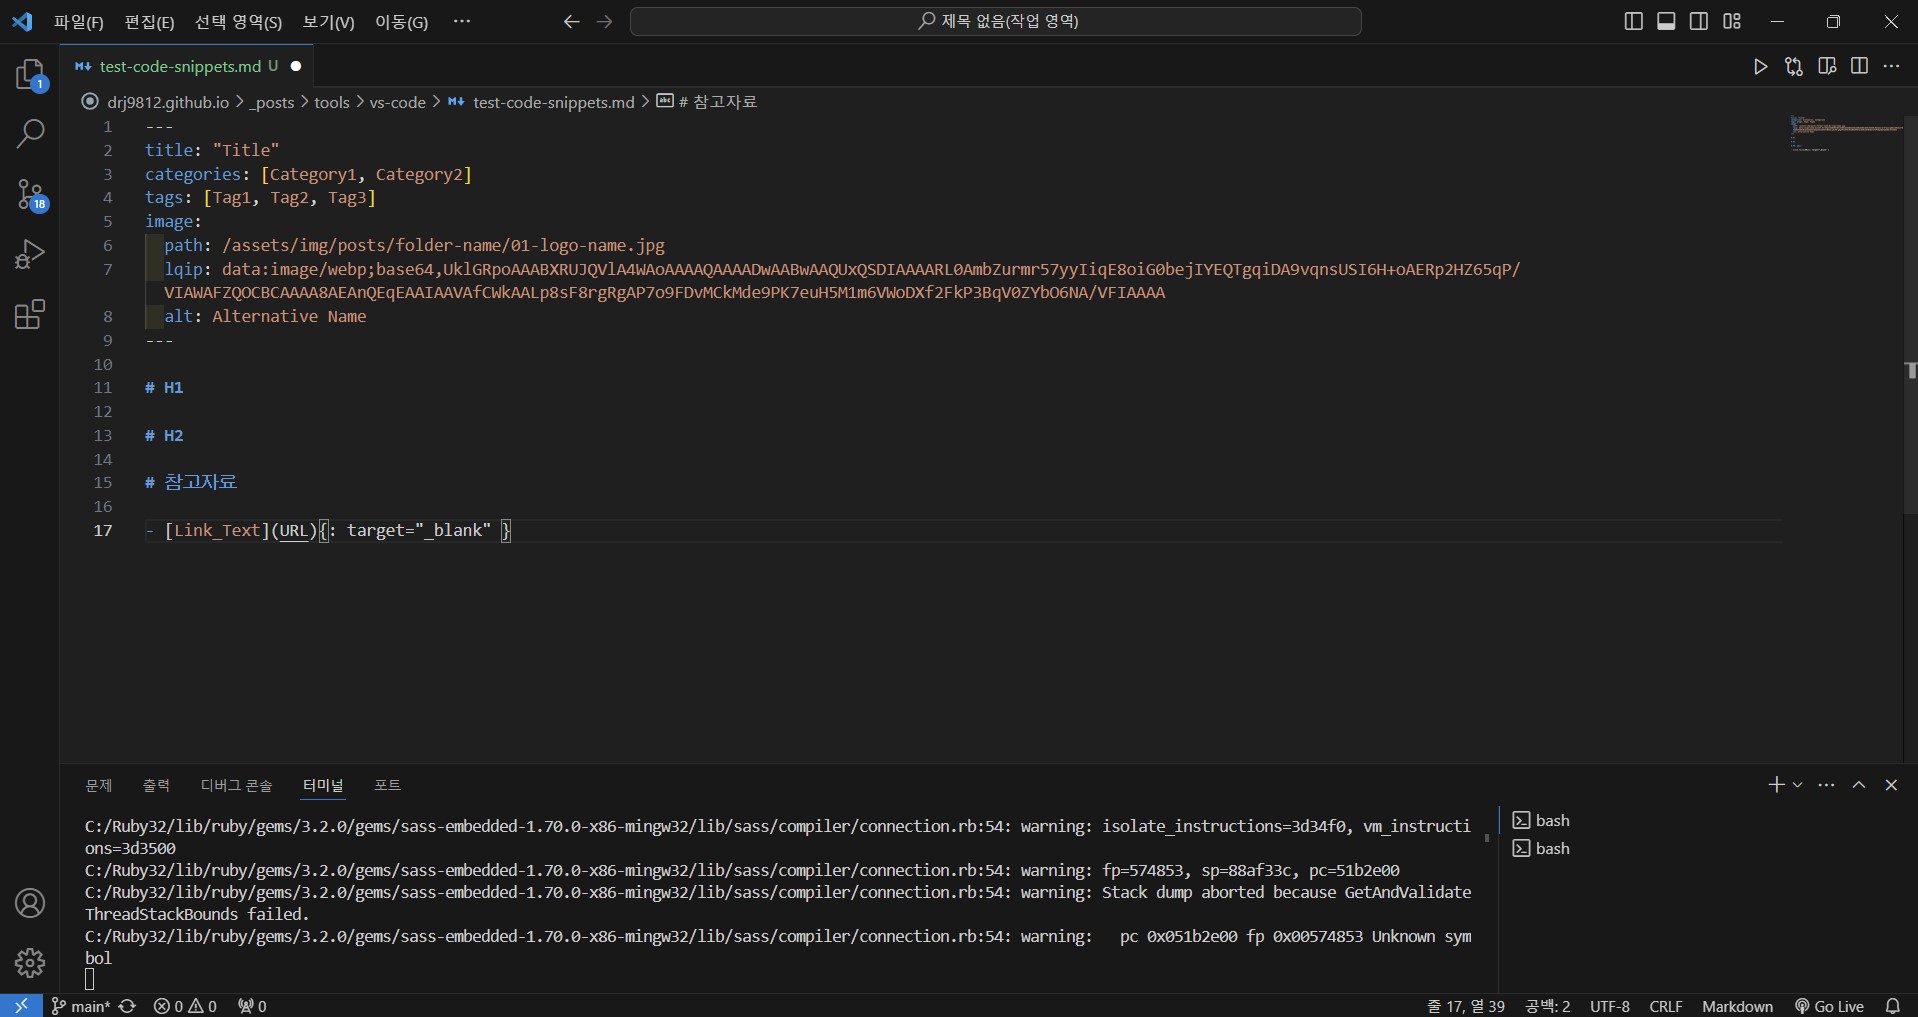 파일(F) 편집(E) 선택 영역(S) 보기(V) 이동(G) ··· 제목 없음(작업 영역)
test-code-snippets.md U
drj9812.github.io > _posts > tools > vs-code > test-code-snippets.md > # 참고자료
1
18
1 ---
2 title: "Title"
3 categories: [Category1, Category2]
4 tags: [Tag1, Tag2, Tag3]
5 image:
6 path: /assets/img/posts/folder-name/01-logo-name.jpg
7 lqip: data:image/webp;base64,UklGRpoAAABXRUJQVlA4WAoAAAAQAAAADwAABwAAQUxQSDIAAAARL0AmbZurmr57yyIiqE8oiG0bejIYEQTgqiDA9vqnsUSI6H+oAERp2HZ65qP/
VIAWAFZQOCBCAAAA8AEAnQEqEAAIAAVAfCWkAALp8sF8rgRgAP7o9FDvMCkMde9PK7euH5M1m6VWoDXf2FkP3BqV0ZYbO6NA/VFIAAAA
8 alt: Alternative Name
9 ---
10
11 # H1
12
13 # H2
14
15 # 참고자료
16
17 - [Link_Text](URL){: target="_blank" }
문제 출력 디버그 콘솔 터미널 포트
C:/Ruby32/lib/ruby/gems/3.2.0/gems/sass-embedded-1.70.0-x86-mingw32/lib/sass/compiler/connection.rb:54: warning: isolate_instructions=3d34f0, vm_instructi
ons=3d3500
C:/Ruby32/lib/ruby/gems/3.2.0/gems/sass-embedded-1.70.0-x86-mingw32/lib/sass/compiler/connection.rb:54: warning: fp=574853, sp=88af33c, pc=51b2e00
C:/Ruby32/lib/ruby/gems/3.2.0/gems/sass-embedded-1.70.0-x86-mingw32/lib/sass/compiler/connection.rb:54: warning: Stack dump aborted because GetAndValidate
ThreadStackBounds failed.
C:/Ruby32/lib/ruby/gems/3.2.0/gems/sass-embedded-1.70.0-x86-mingw32/lib/sass/compiler/connection.rb:54: warning:   pc 0x051b2e00 fp 0x00574853 Unknown sym
bol
bash
bash
main* 0 0 0 줄 17, 열 39 공백: 2 UTF-8 CRLF Markdown Go Live